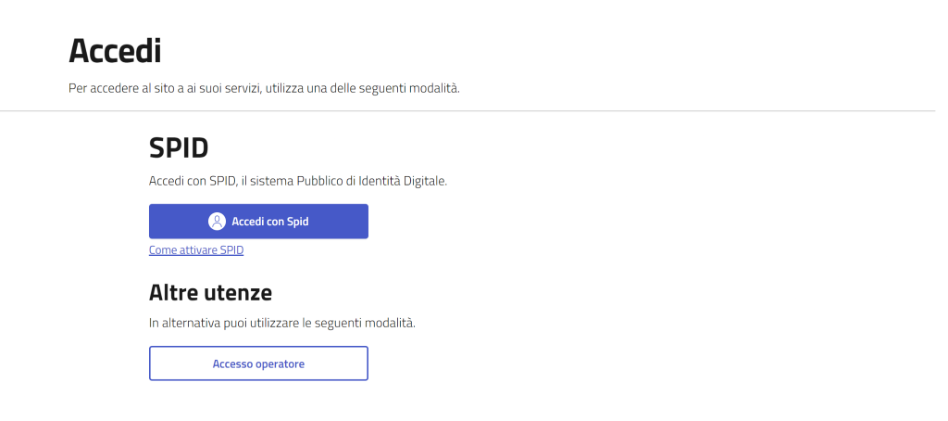 Accedi
Per accedere al sito a ai suoi servizi, utilizza una delle seguenti modalità.
SPID
Accedi con SPID, il sistema Pubblico di Identità Digitale.
Accedi con Spid
Come attivare SPID
Altre utenze
In alternativa puoi utilizzare le seguenti modalità.
Accesso operatore